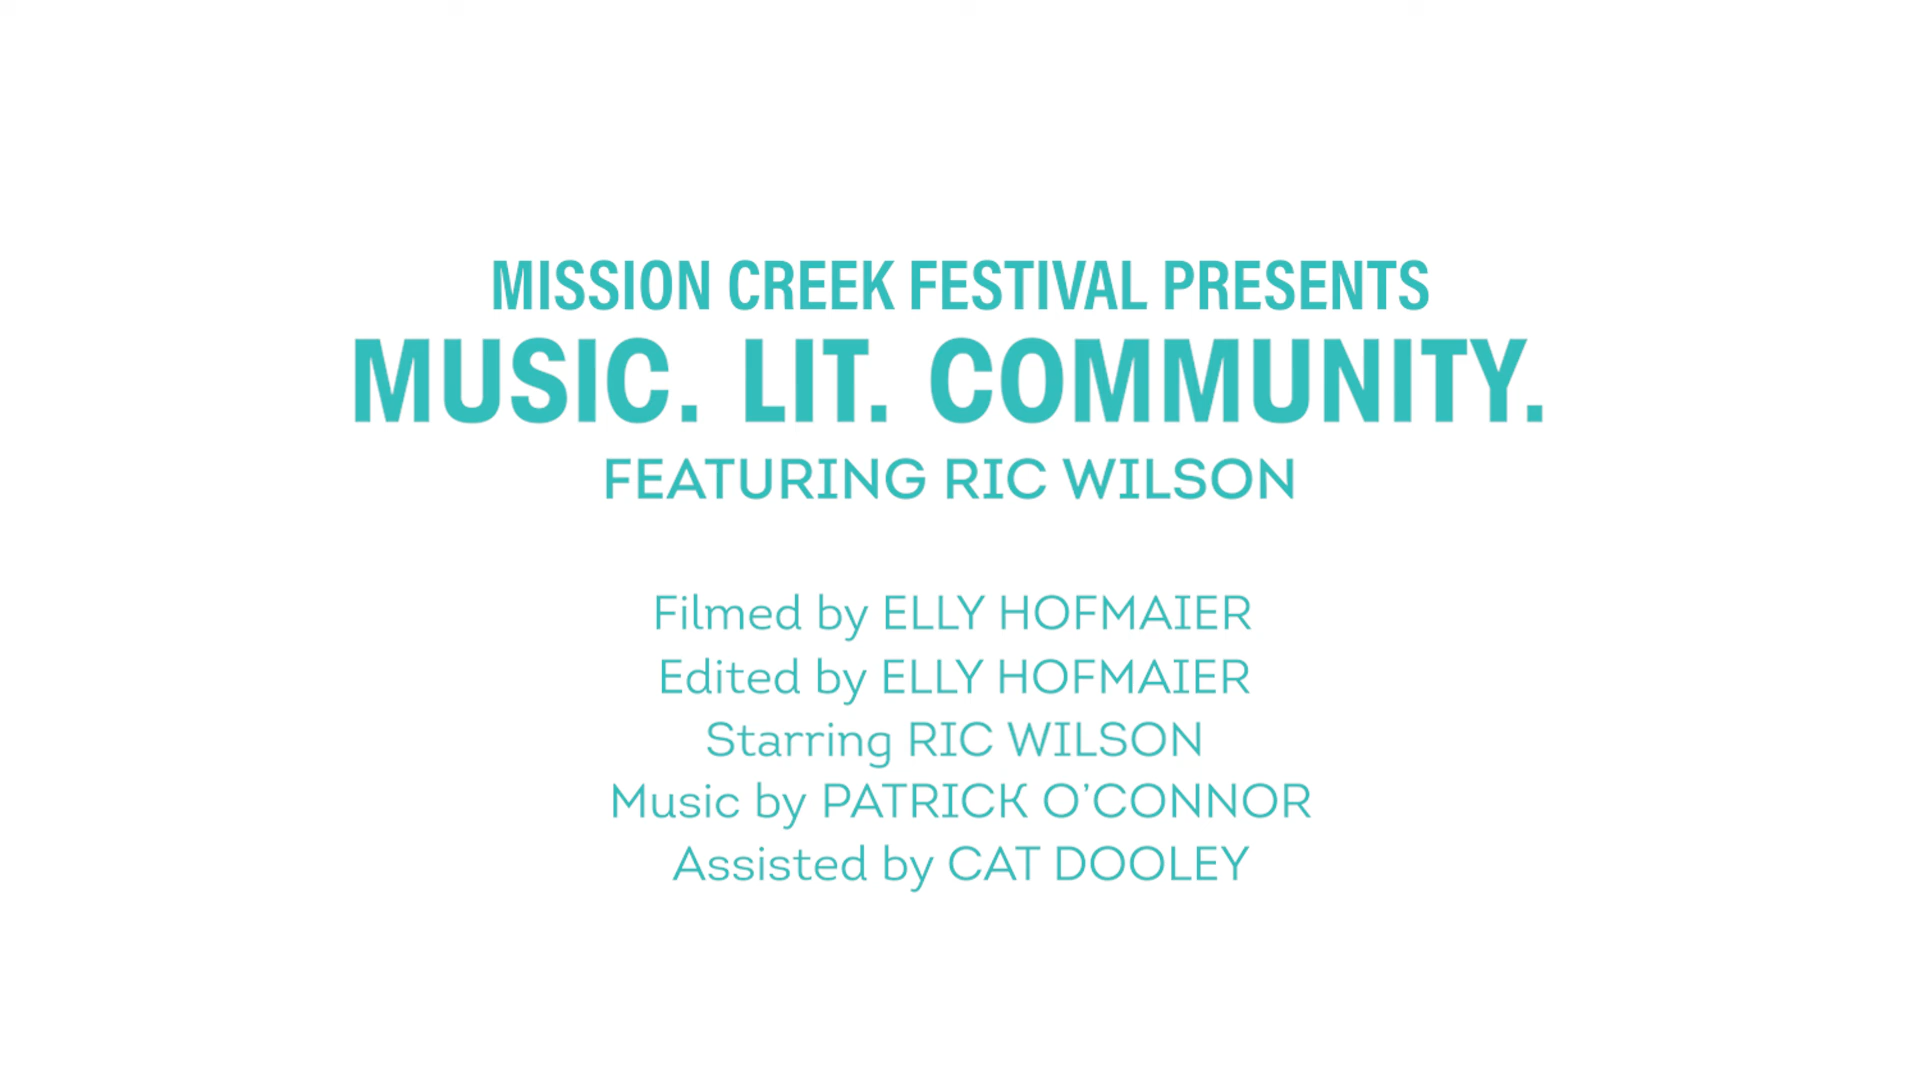 MISSION CREEK FESTIVAL PRESENTS
MUSIC. LIT. COMMUNITY.
FEATURING RIC WILSON
Filmed by ELLY HOFMAIER
Edited by ELLY HOFMAIER
Starring RIC WILSON
Music by PATRICK O'CONNOR
Assisted by CAT DOOLEY